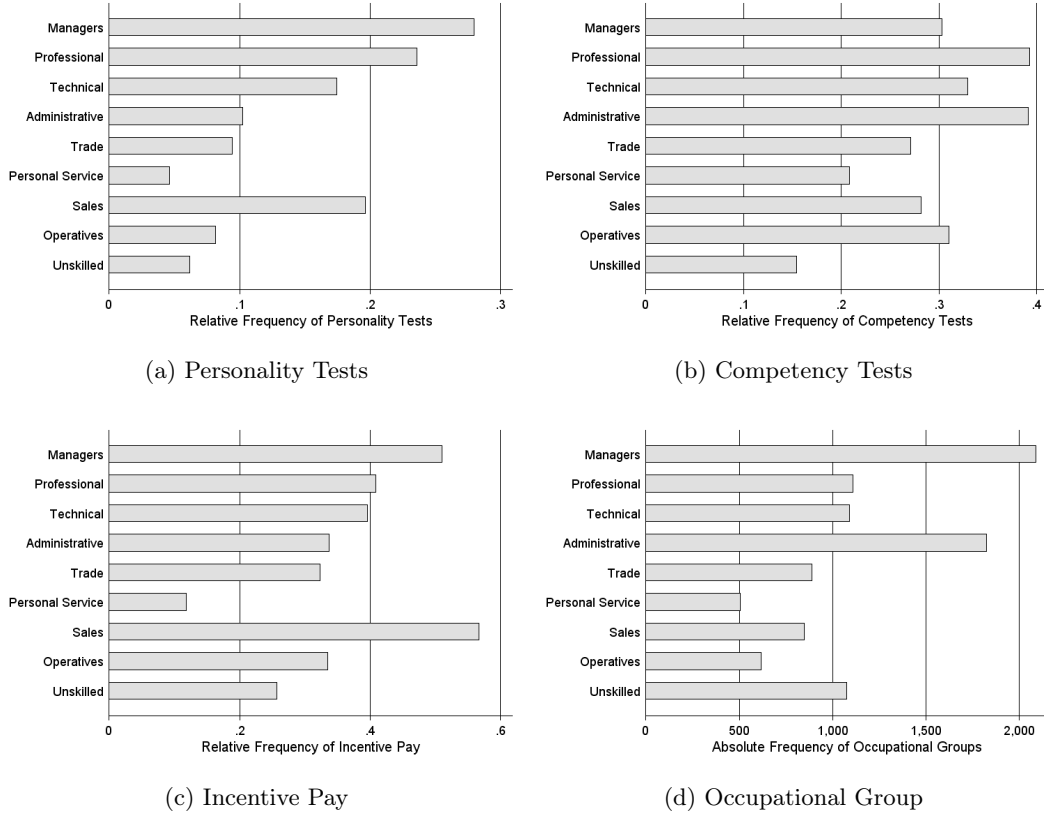 Managers
Professional
Technical
Administrative
Trade
Personal Service
Sales
Operatives
Unskilled
0 .1 .2 .3
Relative Frequency of Personality Tests
(a) Personality Tests
Managers
Professional
Technical
Administrative
Trade
Personal Service
Sales
Operatives
Unskilled
0 .1 .2 .3 .4
Relative Frequency of Competency Tests
(b) Competency Tests
Managers
Professional
Technical
Administrative
Trade
Personal Service
Sales
Operatives
Unskilled
0 .2 .4 .6
Relative Frequency of Incentive Pay
(c) Incentive Pay
Managers
Professional
Technical
Administrative
Trade
Personal Service
Sales
Operatives
Unskilled
0 500 1,000 1,500 2,000
Absolute Frequency of Occupational Groups
(d) Occupational Group